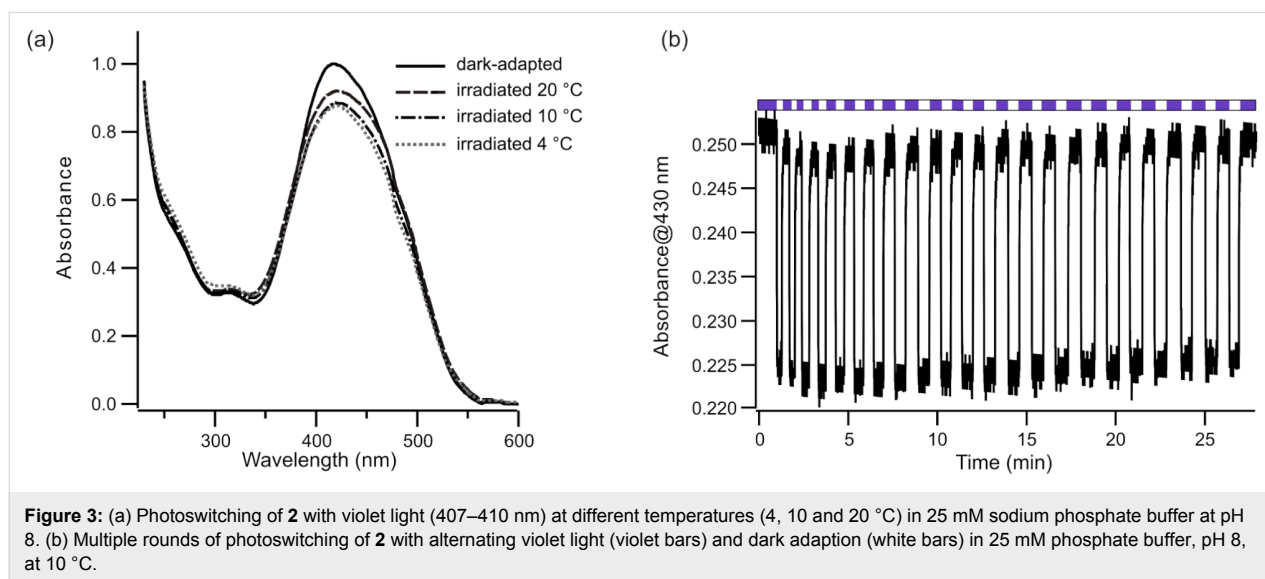 (a)
1.0
0.8
0.6
0.4
0.2
0.0
Absorbance
300
400
500
600
Wavelength (nm)
dark-adapted
irradiated 20 °C
irradiated 10 °C
irradiated 4 °C
(b)
0.250
0.245
0.240
0.235
0.230
0.225
0.220
Absorbance@430 nm
0
5
10
15
20
25
Time (min)
Figure 3: (a) Photoswitching of 2 with violet light (407–410 nm) at different temperatures (4, 10 and 20 °C) in 25 mM sodium phosphate buffer at pH
8. (b) Multiple rounds of photoswitching of 2 with alternating violet light (violet bars) and dark adaption (white bars) in 25 mM phosphate buffer, pH 8,
at 10 °C.